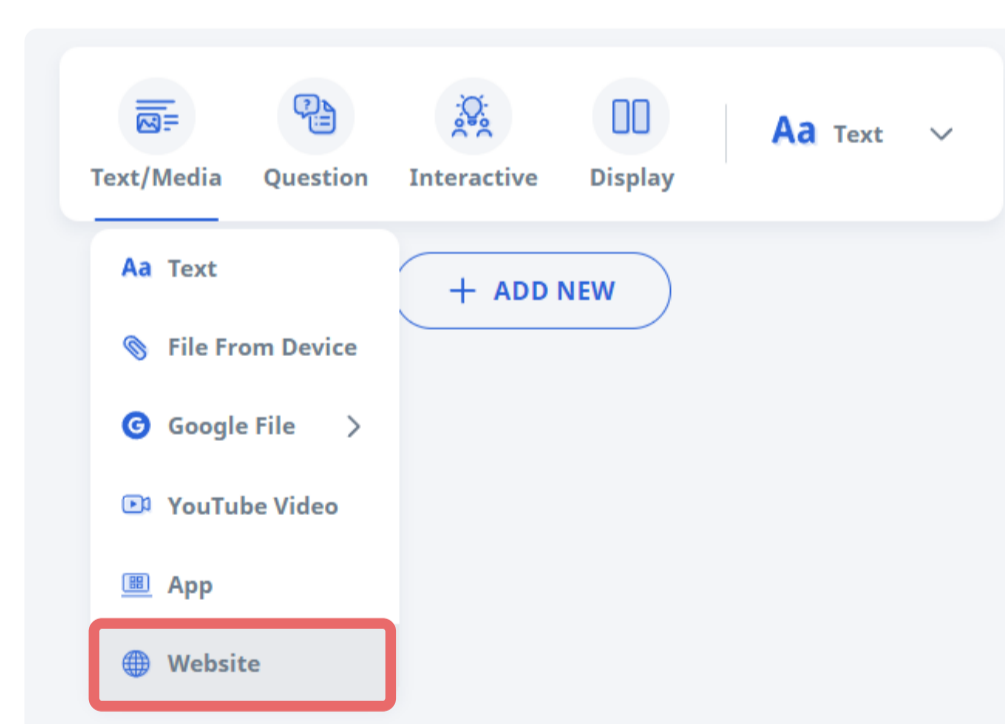 Text/Media Question Interactive Display Aa Text
Aa Text
+ ADD NEW
File From Device
G Google File
YouTube Video
App
Website